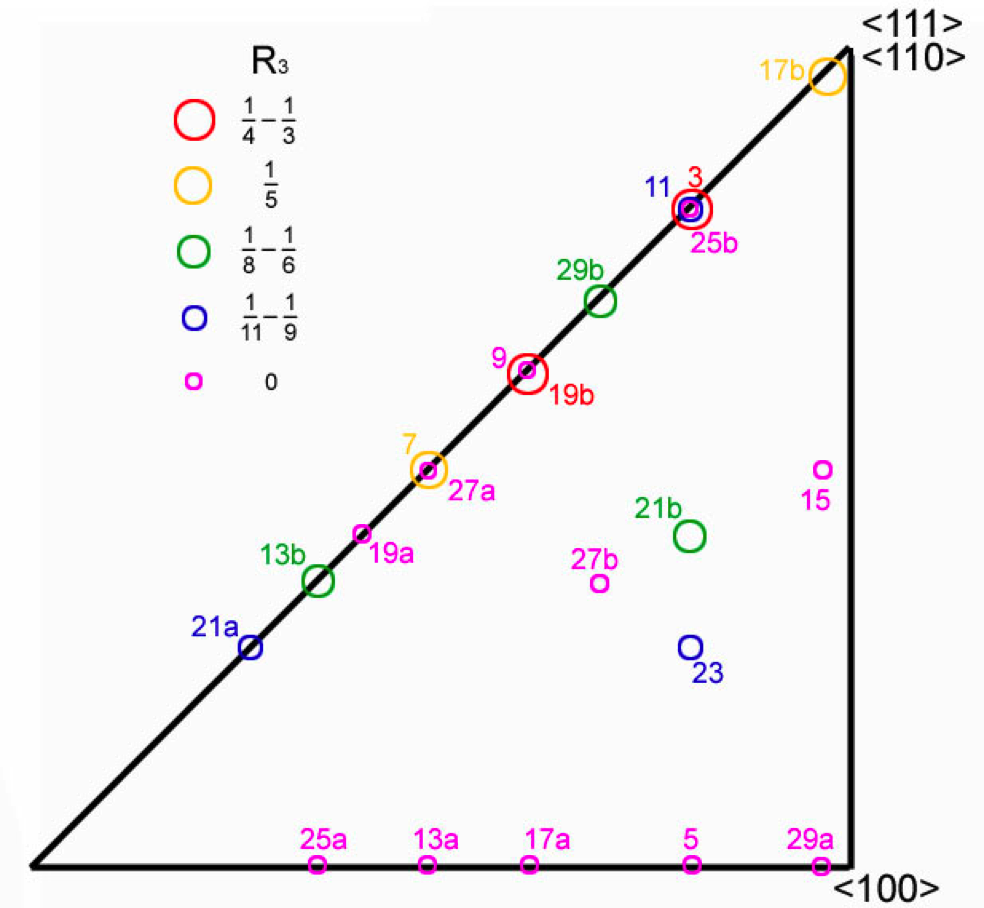 <111>
<110>
R3
1/4 – 1/3
1/5
1/8 – 1/6
1/11 – 1/9
0
17b
11
3
25b
29b
9
19b
7
27a
15
21b
19a
13b
27b
21a
23
25a
13a
17a
5
29a
<100>